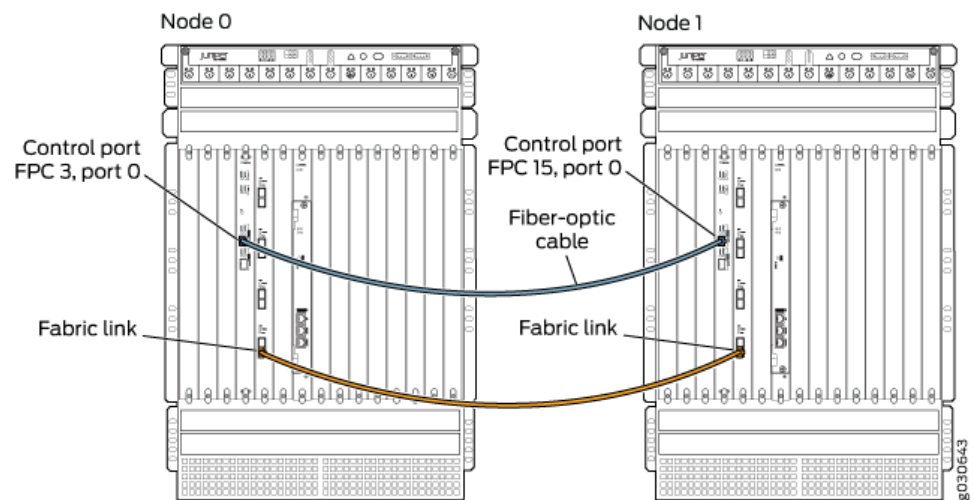 Node 0
Node 1
Control port
FPC 3, port 0
Control port
FPC 15, port 0
Fiber-optic
cable
Fabric link
Fabric link
g030643